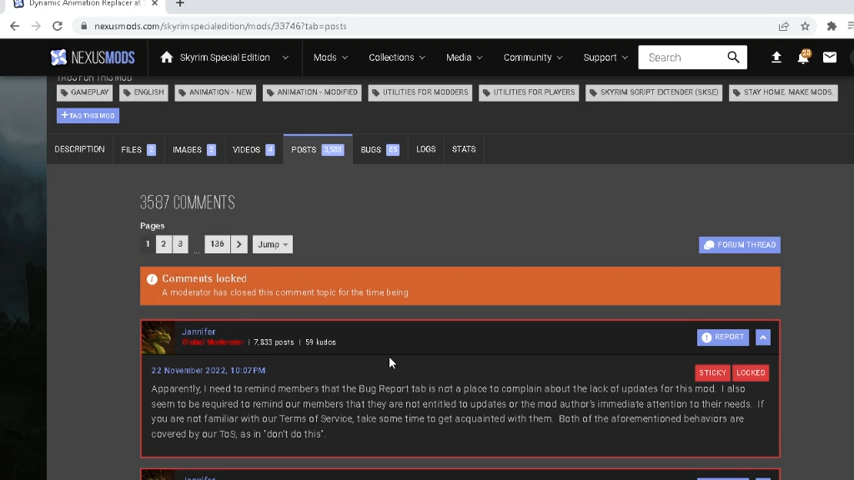 Dynamic Animation Replacer at
nexusmods.com/skyrimspecialedition/mods/33746?tab=posts
NEXUSMODS Skyrim Special Edition Mods Collections Media Community Support Search 23
TAGS FOR THIS MOD
GAMEPLAY ENGLISH ANIMATION - NEW ANIMATION - MODIFIED UTILITIES FOR MODDERS UTILITIES FOR PLAYERS SKYRIM SCRIPT EXTENDER (SKSE) STAY HOME. MAKE MODS.
+ TAG THIS MOD
DESCRIPTION FILES 2 IMAGES 2 VIDEOS 4 POSTS BUGS LOGS STATS
3587 COMMENTS
Pages
1 2 3 ... 136 Jump FORUM THREAD
Comments locked
A moderator has closed this comment topic for the time being
Jannifer
Global Moderator | 7,833 posts | 59 kudos REPORT
22 November 2022, 10:07PM STICKY LOCKED
Apparently, I need to remind members that the Bug Report tab is not a place to complain about the lack of updates for this mod. I also
seem to be required to remind our members that they are not entitled to updates or the mod author's immediate attention to their needs. If
you are not familiar with our Terms of Service, take some time to get acquainted with them. Both of the aforementioned behaviors are
covered by our ToS, as in "don't do this".
Jannifer